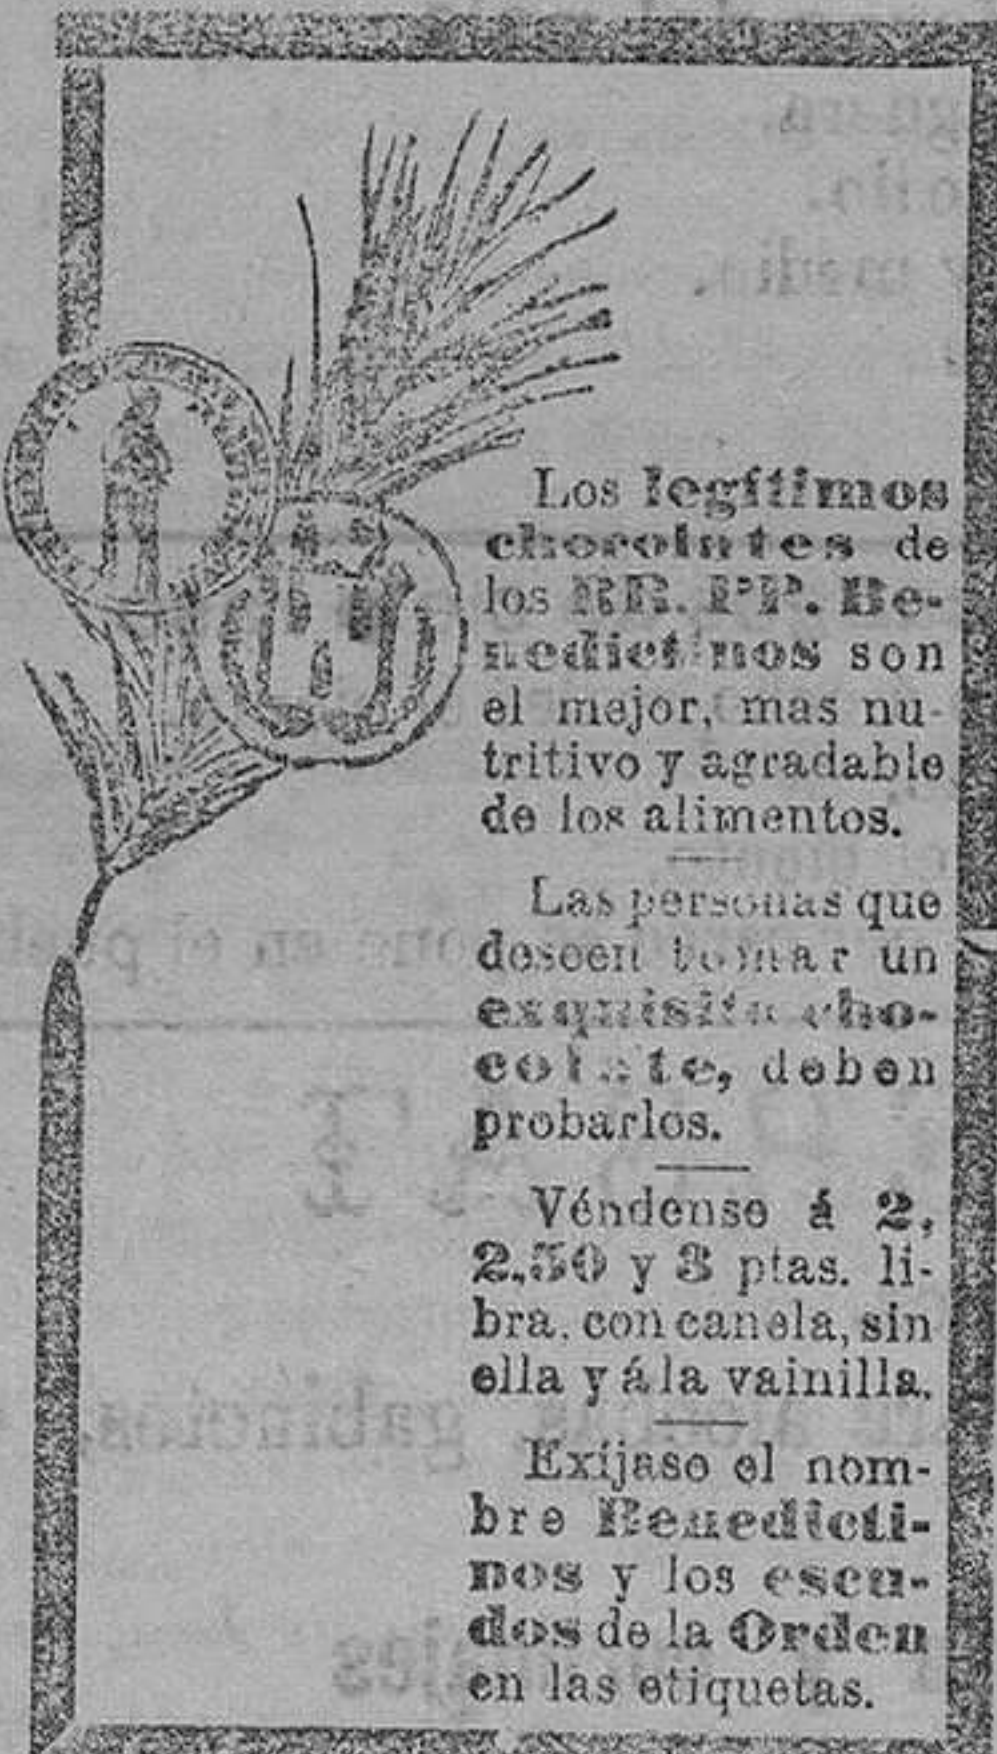 Los legítimos
chocolates de
los RR. PP. Be-
nedictinos son
el mejor, mas nu-
tritivo y agradable
de los alimentos.
Las personas que
deseen tomar un
exquisito cho-
colate, deben
probarlos.
Véndense á 2,
2,50 y 3 ptas. li-
bra, con canela, sin
ella y á la vainilla.
Exíjase el nom-
bre Benedicti-
nos y los escu-
dos de la Orden
en las etiquetas.